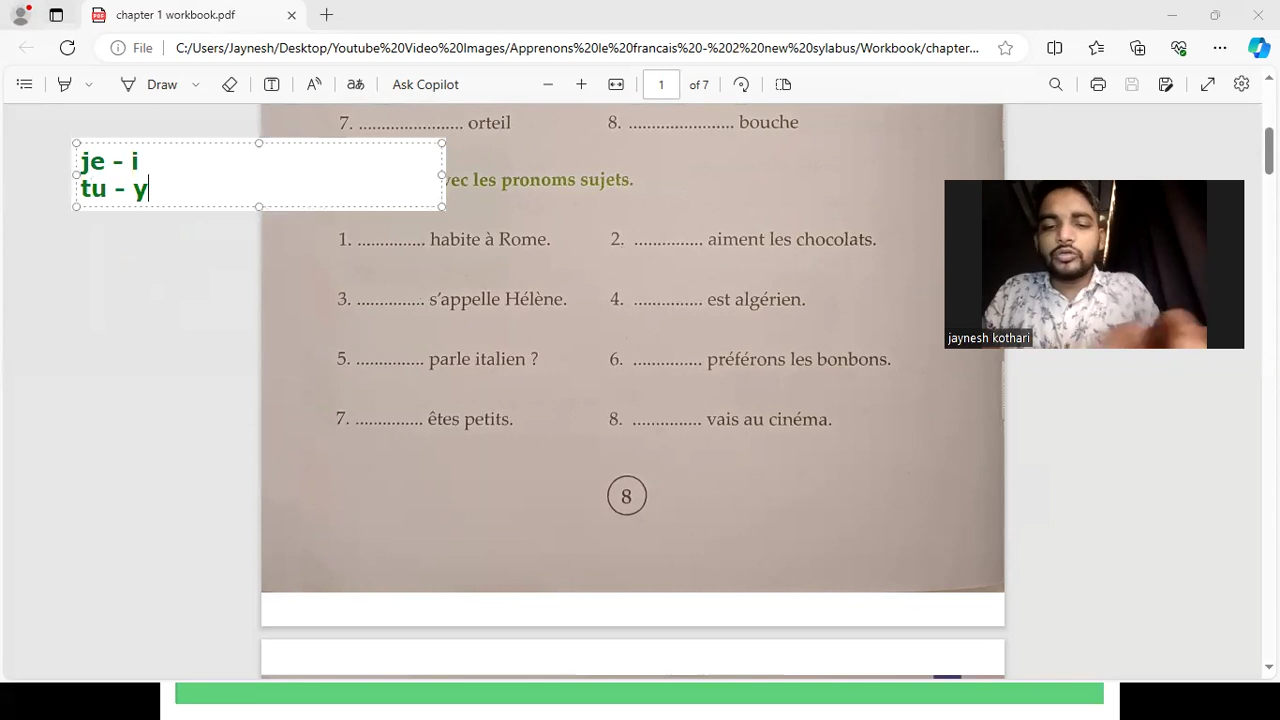 chapter 1 workbook.pdf
File
C:/Users/Jaynesh/Desktop/Youtube%20Video%20Images/Apprenons%20le%20francais%20-%202%20new%20sylabus/Workbook/chapter...
Draw
aあ
Ask Copilot
1 of 7
7. ...................... orteil 8. ...................... bouche
je - i
tu - y
vec les pronoms sujets.
1. .............. habite à Rome. 2. .............. aiment les chocolats.
3. .............. s'appelle Hélène. 4. .............. est algérien.
5. .............. parle italien ? 6. .............. préférons les bonbons.
7. .............. êtes petits. 8. .............. vais au cinéma.
8
jaynesh kothari